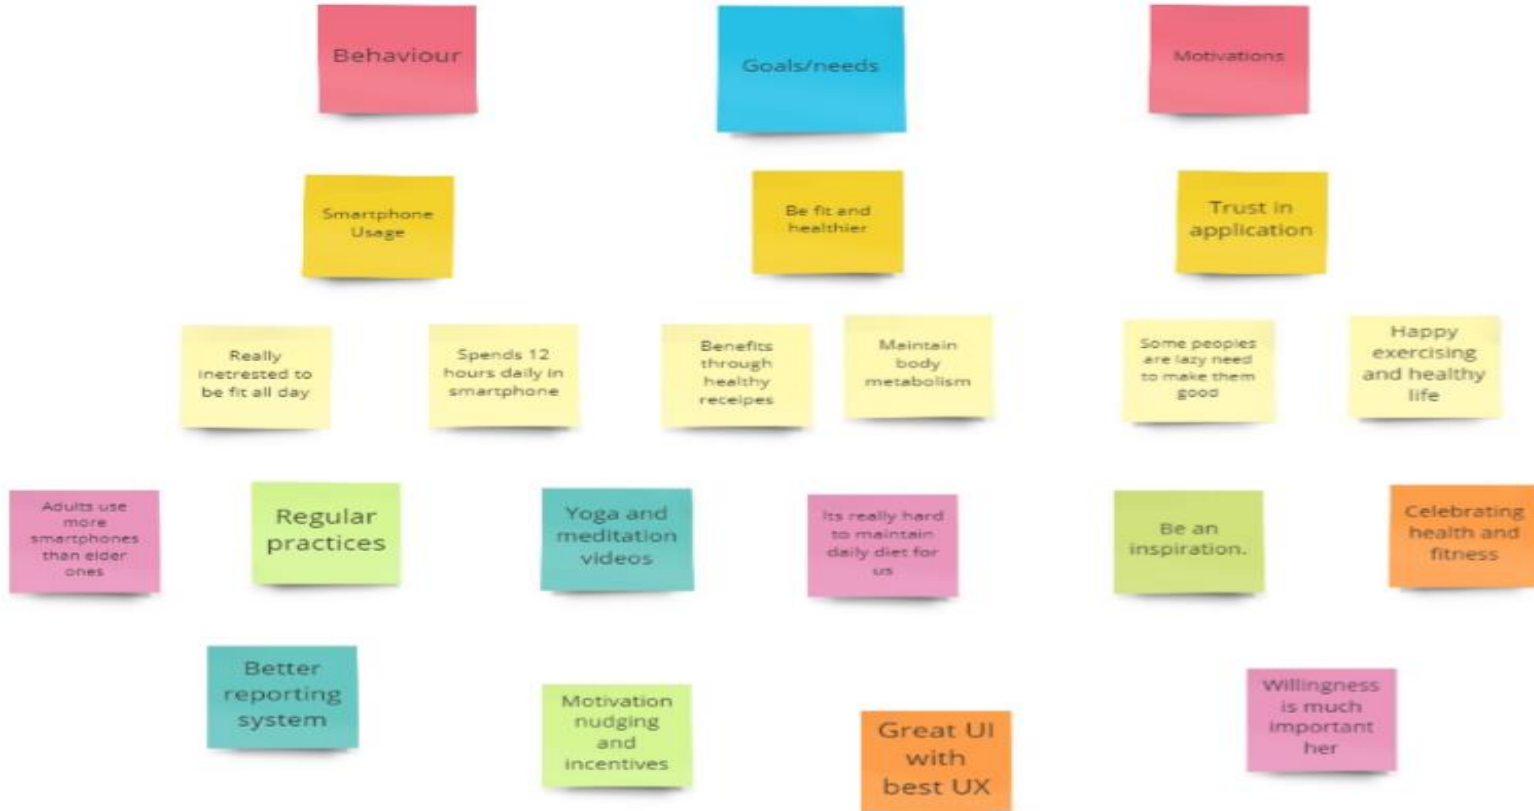 Behaviour
Goals/needs
Motivations
Smartphone
Usage
Be fit and
healthier
Trust in
application
Really
inetrested to
be fit all day
Spends 12
hours daily in
smartphone
Benefits
through
healthy
receipes
Maintain
body
metabolism
Some peoples
are lazy need
to make them
good
Happy
exercising
and healthy
life
Adults use
more
smartphones
than elder
ones
Regular
practices
Yoga and
meditation
videos
Its really hard
to maintain
daily diet for
us
Be an
inspiration.
Celebrating
health and
fitness
Better
reporting
system
Motivation
nudging
and
incentives
Great UI
with
best UX
Willingness
is much
important
her